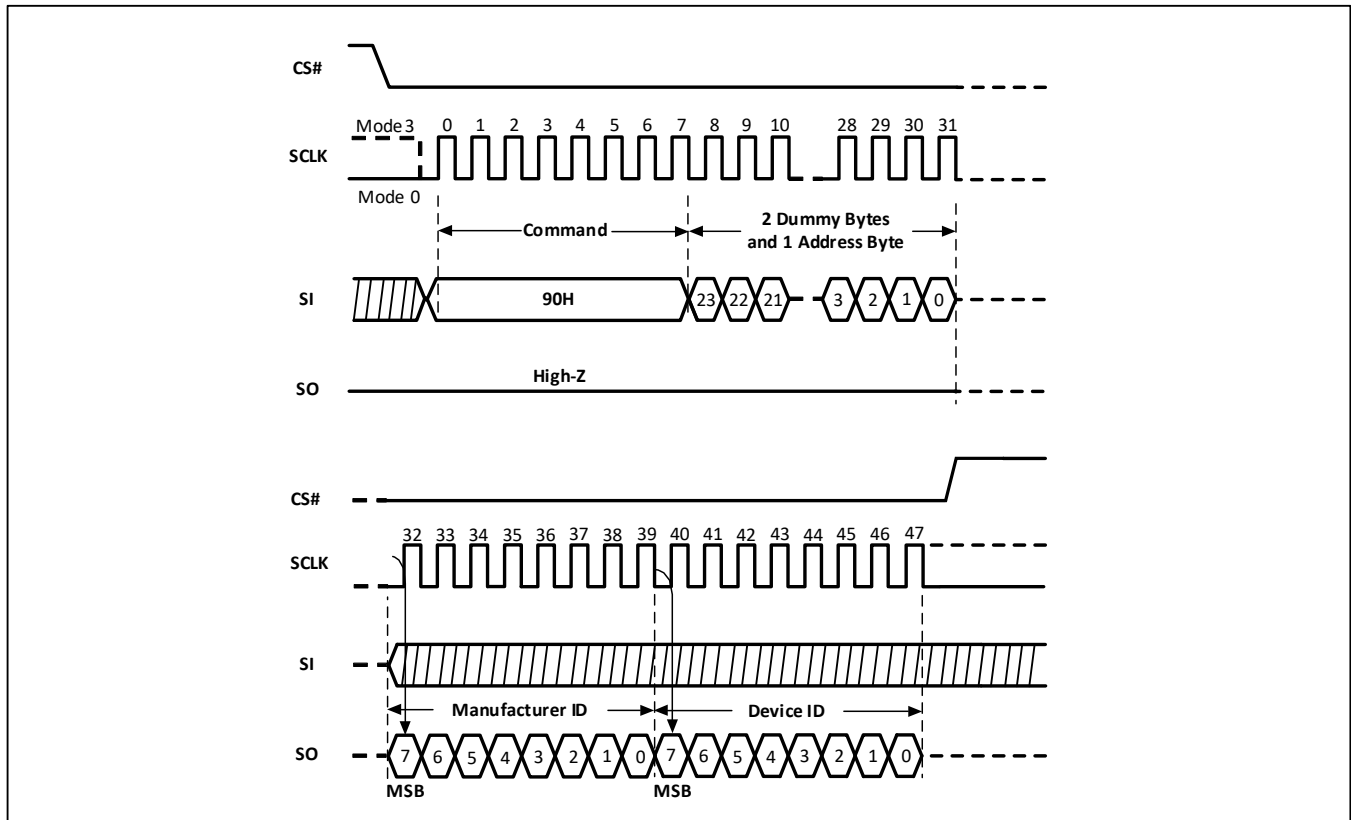 CS#
Mode 3 0 1 2 3 4 5 6 7 8 9 10 28 29 30 31
SCLK
Mode 0
Command
2 Dummy Bytes
and 1 Address Byte
SI 90H 23 22 21 3 2 1 0
High-Z
SO
CS#
32 33 34 35 36 37 38 39 40 41 42 43 44 45 46 47
SCLK
SI
Manufacturer ID Device ID
SO 7 6 5 4 3 2 1 0 7 6 5 4 3 2 1 0
MSB MSB